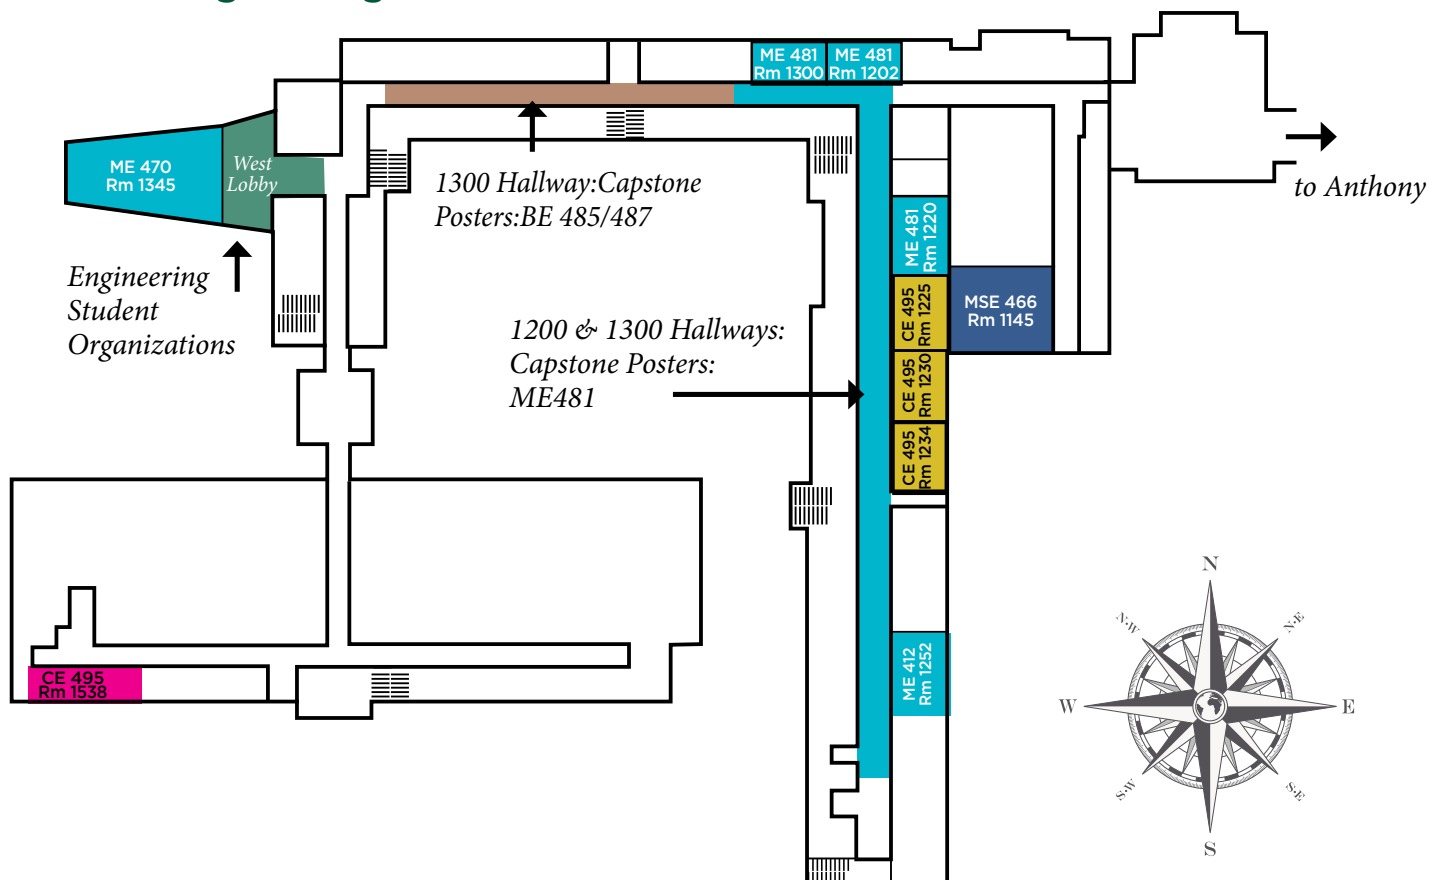 ME 481
Rm 1300
ME 481
Rm 1202
ME 470
Rm 1345
West
Lobby
1300 Hallway:Capstone
Posters:BE 485/487
to Anthony
ME 481
Rm 1220
Engineering
Student
Organizations
CE 495
Rm 1225
MSE 466
Rm 1145
1200 & 1300 Hallways:
Capstone Posters:
ME481
CE 495
Rm 1230
CE 495
Rm 1234
ME 412
Rm 1252
CE 495
Rm 1538
N
N-W
N-E
W
E
S-W
S-E
S